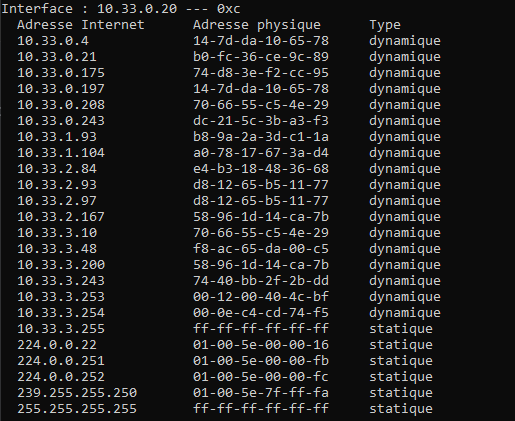 Interface : 10.33.0.20 --- 0xc
Adresse Internet Adresse physique Type
10.33.0.4 14-7d-da-10-65-78 dynamique
10.33.0.21 b0-fc-36-ce-9c-89 dynamique
10.33.0.175 74-d8-3e-f2-cc-95 dynamique
10.33.0.197 14-7d-da-10-65-78 dynamique
10.33.0.208 70-66-55-c5-4e-29 dynamique
10.33.0.243 dc-21-5c-3b-a3-f3 dynamique
10.33.1.93 b8-9a-2a-3d-c1-1a dynamique
10.33.1.104 a0-78-17-67-3a-d4 dynamique
10.33.2.84 e4-b3-18-48-36-68 dynamique
10.33.2.93 d8-12-65-b5-11-77 dynamique
10.33.2.97 d8-12-65-b5-11-77 dynamique
10.33.2.167 58-96-1d-14-ca-7b dynamique
10.33.3.10 70-66-55-c5-4e-29 dynamique
10.33.3.48 f8-ac-65-da-00-c5 dynamique
10.33.3.200 58-96-1d-14-ca-7b dynamique
10.33.3.243 74-40-bb-2f-2b-dd dynamique
10.33.3.253 00-12-00-40-4c-bf dynamique
10.33.3.254 00-0e-c4-cd-74-f5 dynamique
10.33.3.255 ff-ff-ff-ff-ff-ff statique
224.0.0.22 01-00-5e-00-00-16 statique
224.0.0.251 01-00-5e-00-00-fb statique
224.0.0.252 01-00-5e-00-00-fc statique
239.255.255.250 01-00-5e-7f-ff-fa statique
255.255.255.255 ff-ff-ff-ff-ff-ff statique